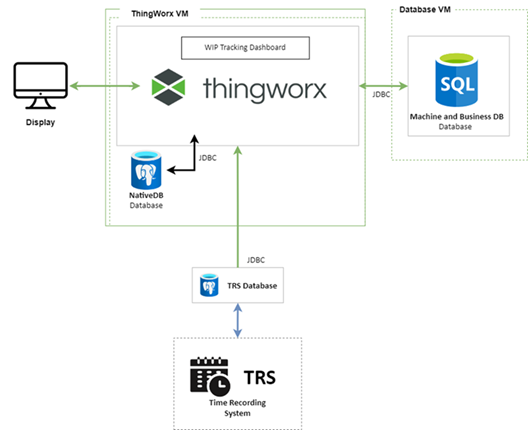 ThingWorx VM
Database VM
WIP Tracking Dashboard
thingworx
Display
JDBC
SQL
Machine and Business DB
Database
JDBC
NativeDB
Database
JDBC
TRS Database
TRS
Time Recording
System